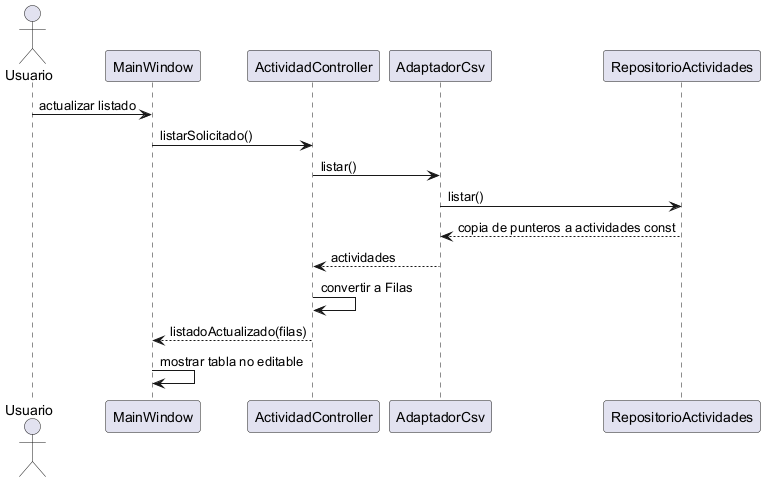 Usuario
MainWindow
ActividadController
AdaptadorCsv
RepositorioActividades
actualizar listado
listarSolicitado()
listar()
listar()
copia de punteros a actividades const
actividades
convertir a Filas
listadoActualizado(filas)
mostrar tabla no editable
Usuario
MainWindow
ActividadController
AdaptadorCsv
RepositorioActividades